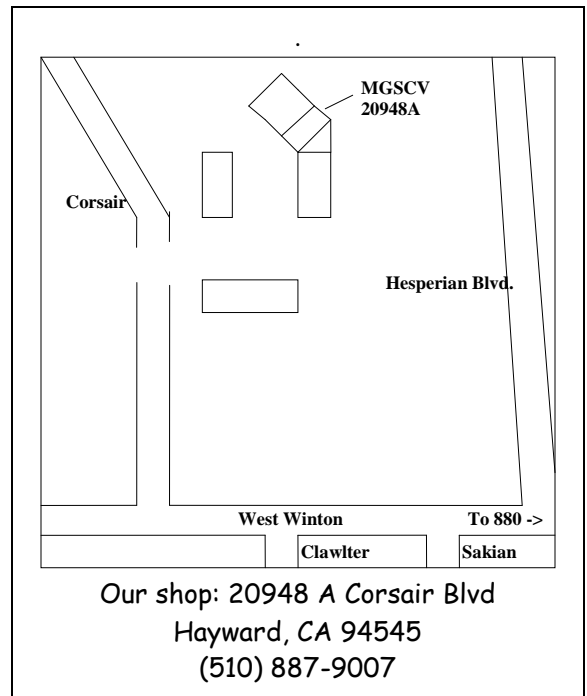 MGSCV
20948A
Corsair
Hesperian Blvd.
West Winton
To 880 ->
Clawlter
Sakian
Our shop: 20948 A Corsair Blvd
Hayward, CA 94545
(510) 887-9007